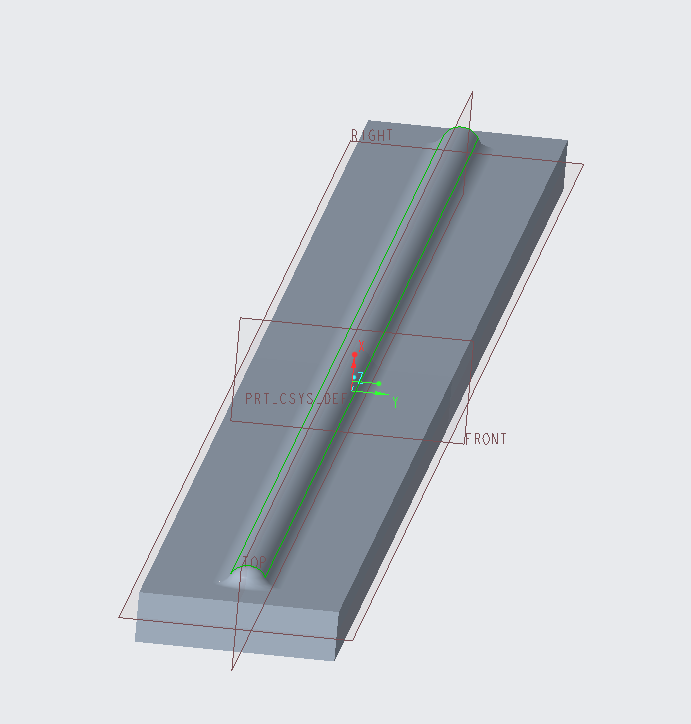 RIGHT
PRT_CSYS_DEF
FRONT
TOP
Z
Y